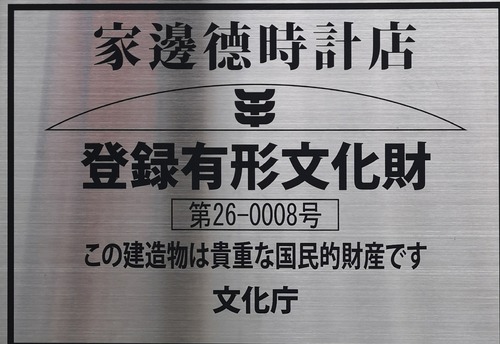 家邊德時計店
登録有形文化財
第26-0008号
この建造物は貴重な国民的財産です
文化庁